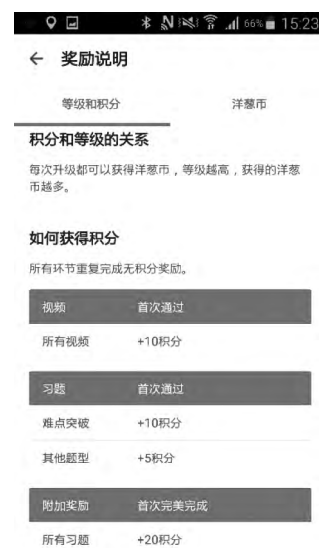 66% 15:23
← 奖励说明
等级和积分 洋葱币
积分和等级的关系
每次升级都可以获得洋葱币，等级越高，获得的洋葱
币越多。
如何获得积分
所有环节重复完成无积分奖励。
视频 首次通过
所有视频 +10积分
习题 首次通过
难点突破 +10积分
其他题型 +5积分
附加奖励 首次完美完成
所有习题 +20积分